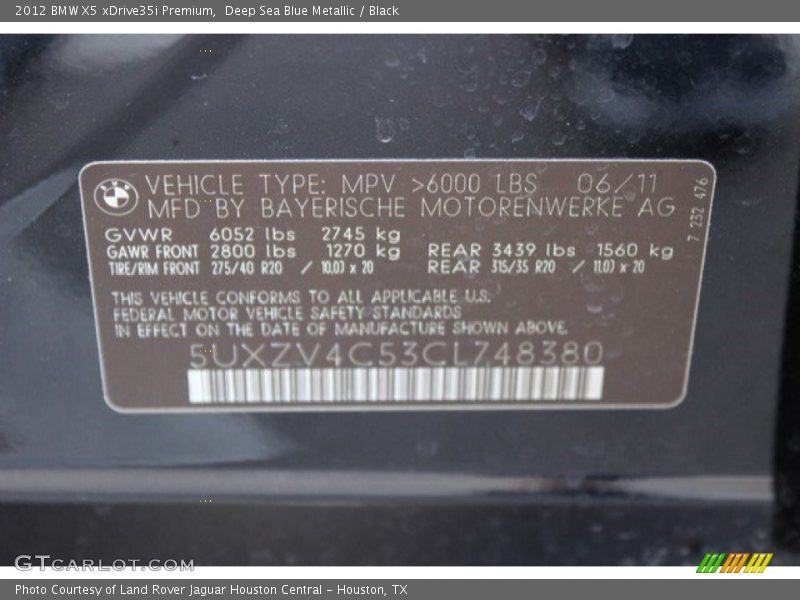 2012 BMW X5 xDrive35i Premium, Deep Sea Blue Metallic / Black
VEHICLE TYPE: MPV >6000 LBS 06/11
MFD BY BAYERISCHE MOTORENWERKE AG
7 232 476
GVWR 6052 lbs 2745 kg
GAWR FRONT 2800 lbs 1270 kg REAR 3439 lbs 1560 kg
TIRE/RIM FRONT 275/40 R20 / 10.0J x 20 REAR 315/35 R20 / 11.0J x 20
THIS VEHICLE CONFORMS TO ALL APPLICABLE U.S.
FEDERAL MOTOR VEHICLE SAFETY STANDARDS
IN EFFECT ON THE DATE OF MANUFACTURE SHOWN ABOVE.
5UXZV4C53CL748380
GTCARLOT.COM
Photo Courtesy of Land Rover Jaguar Houston Central - Houston, TX